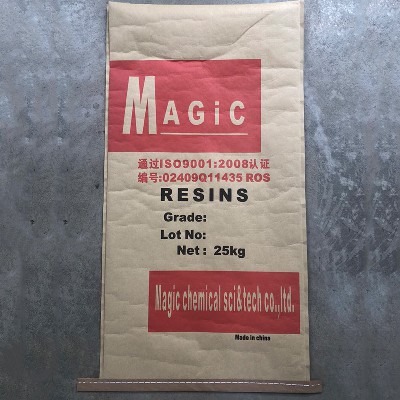 MAGiC
通过ISO9001:2008认证
编号:02409Q11435 ROS
RESINS
Grade:
Lot No:
Net : 25kg
Magic chemical sci&tech co.,ltd.
Made in china